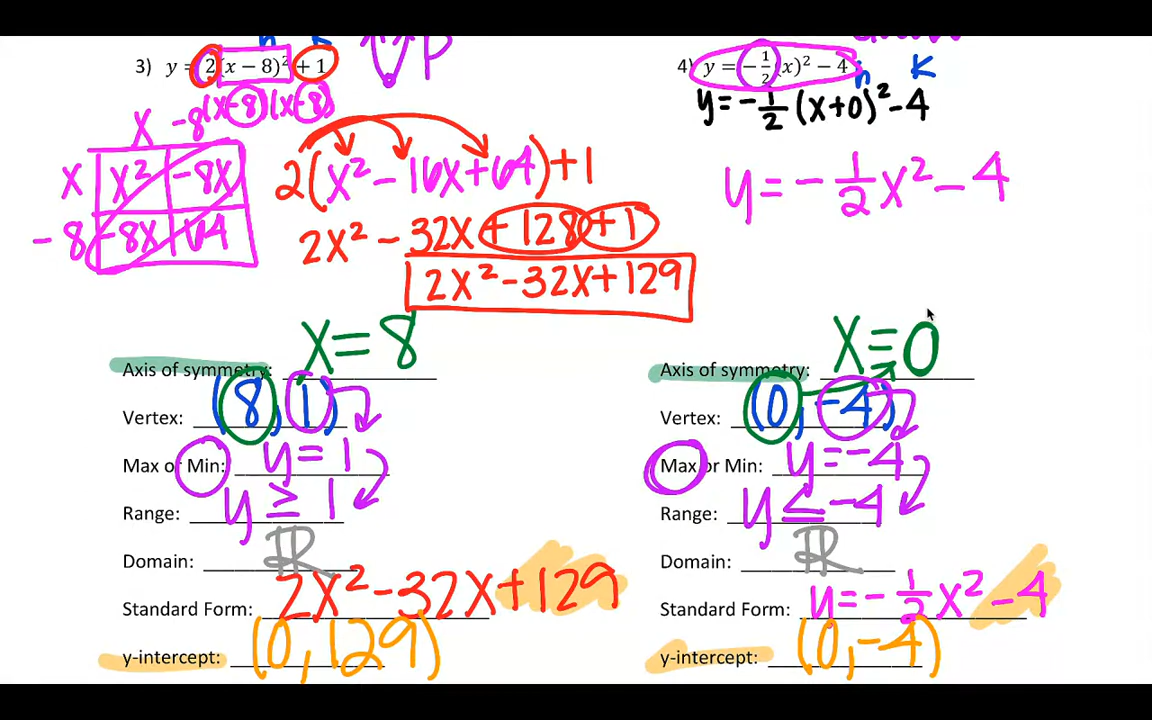 3) y = 2(x − 8)² + 1
(x-8)(x-8)
x -8
x x² -8x
-8 -8x 64
2(x² - 16x + 64) + 1
2x² - 32x + 128 + 1
2x² - 32x + 129
Axis of symmetry: x = 8
Vertex: (8, 1)
Max or Min: y = 1
Range: y ≥ 1
Domain: ℝ
Standard Form: 2x² - 32x + 129
y-intercept: (0, 129)
h K
4) y = −1/2(x)² − 4
y = -1/2 (x+0)² - 4
y = -1/2 x² - 4
Axis of symmetry: x = 0
Vertex: (0, -4)
Max or Min: y = -4
Range: y ≤ -4
Domain: ℝ
Standard Form: y = -1/2 x² - 4
y-intercept: (0, -4)